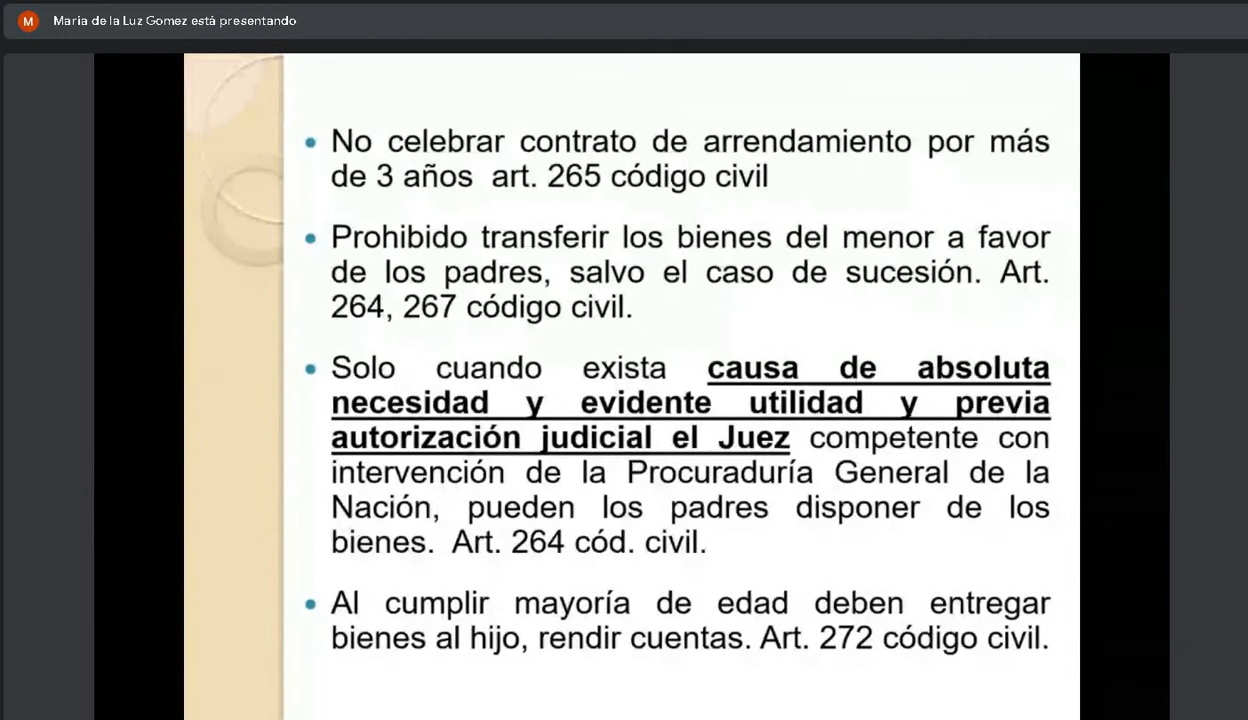 M María de la Luz Gomez está presentando
• No celebrar contrato de arrendamiento por más
de 3 años art. 265 código civil
• Prohibido transferir los bienes del menor a favor
de los padres, salvo el caso de sucesión. Art.
264, 267 código civil.
• Solo cuando exista causa de absoluta
necesidad y evidente utilidad y previa
autorización judicial el Juez competente con
intervención de la Procuraduría General de la
Nación, pueden los padres disponer de los
bienes. Art. 264 cód. civil.
• Al cumplir mayoría de edad deben entregar
bienes al hijo, rendir cuentas. Art. 272 código civil.